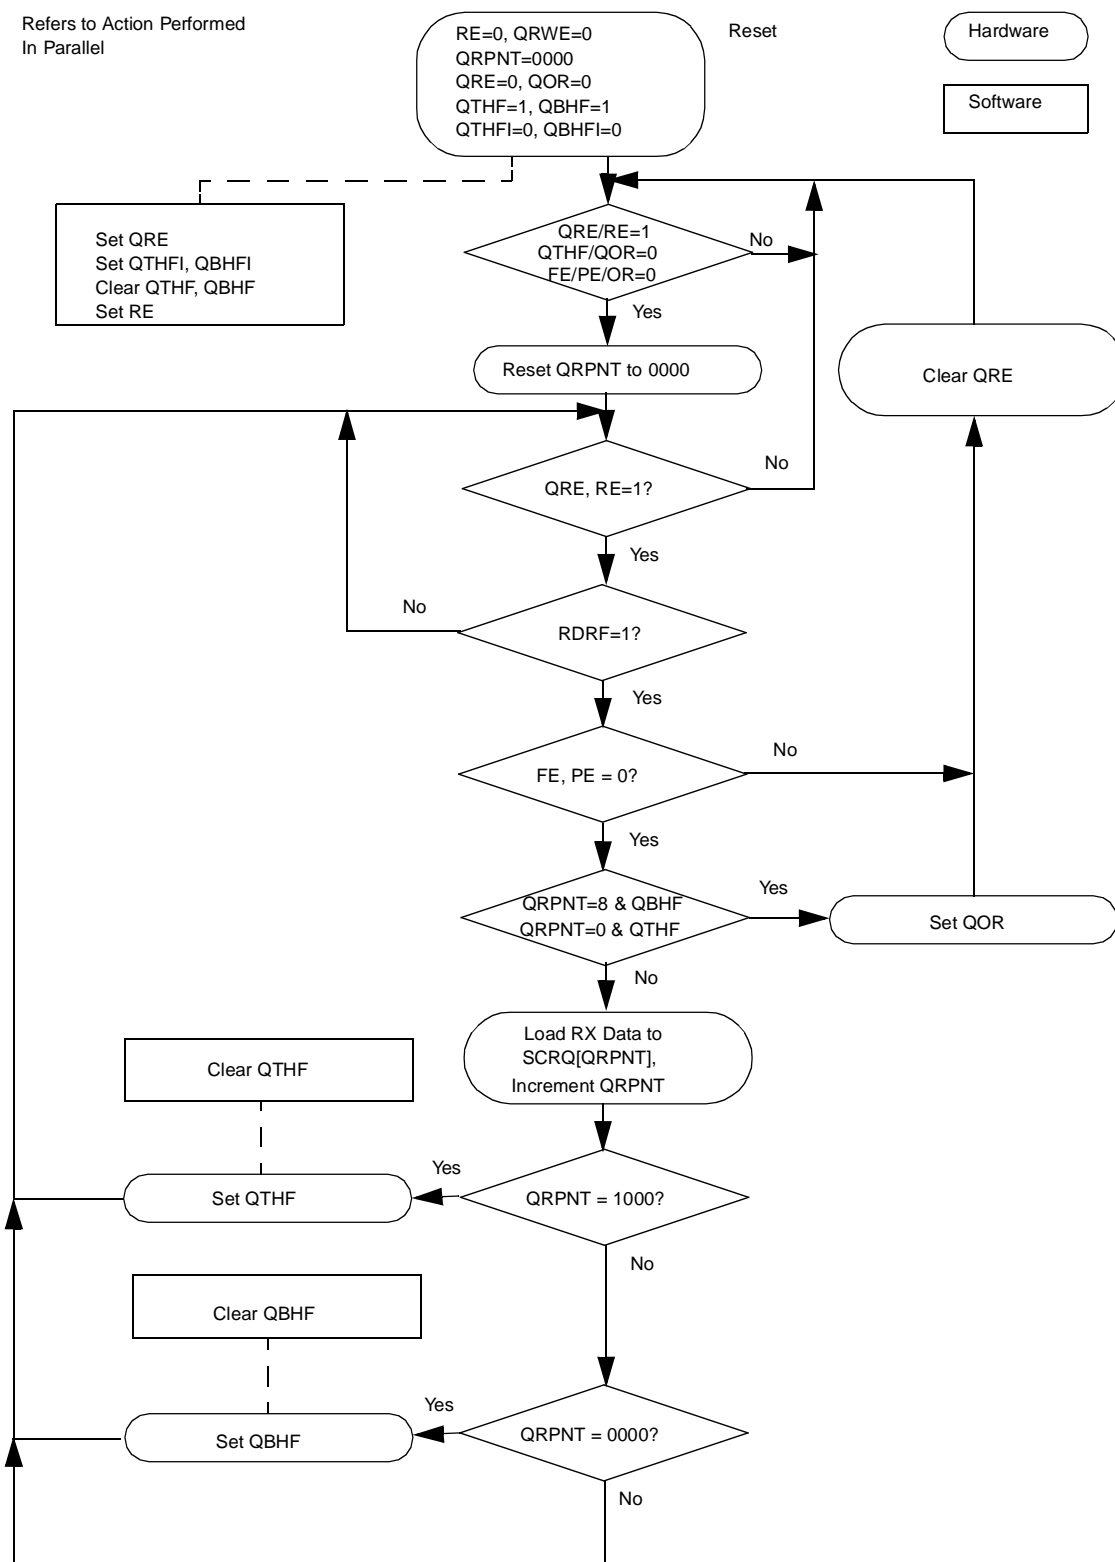 Refers to Action Performed
In Parallel
RE=0, QRWE=0
QRPNT=0000
QRE=0, QOR=0
QTHF=1, QBHF=1
QTHFI=0, QBHFI=0
Reset
Hardware
Software
Set QRE
Set QTHFI, QBHFI
Clear QTHF, QBHF
Set RE
QRE/RE=1
QTHF/QOR=0
FE/PE/OR=0
No
Yes
Reset QRPNT to 0000
Clear QRE
QRE, RE=1?
No
Yes
RDRF=1?
No
Yes
FE, PE = 0?
No
Yes
QRPNT=8 & QBHF
QRPNT=0 & QTHF
Yes
Set QOR
No
Load RX Data to
SCRQ[QRPNT],
Increment QRPNT
Clear QTHF
Set QTHF
Yes
QRPNT = 1000?
No
Clear QBHF
Set QBHF
Yes
QRPNT = 0000?
No